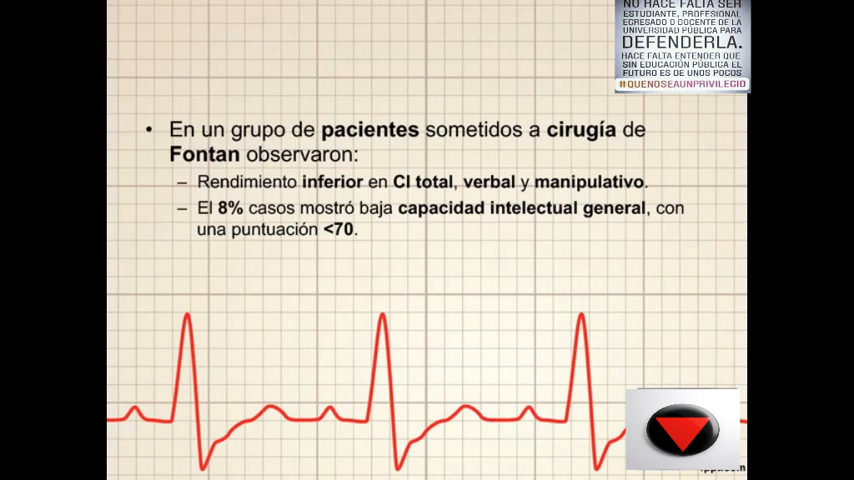 NO HACE FALTA SER
ESTUDIANTE, PROFESIONAL
EGRESADO O DOCENTE DE LA
UNIVERSIDAD PÚBLICA PARA
DEFENDERLA.
HACE FALTA ENTENDER QUE
SIN EDUCACIÓN PÚBLICA EL
FUTURO ES DE UNOS POCOS
#QUENOSEAUNPRIVILEGIO
• En un grupo de pacientes sometidos a cirugía de
Fontan observaron:
– Rendimiento inferior en CI total, verbal y manipulativo.
– El 8% casos mostró baja capacidad intelectual general, con
una puntuación <70.